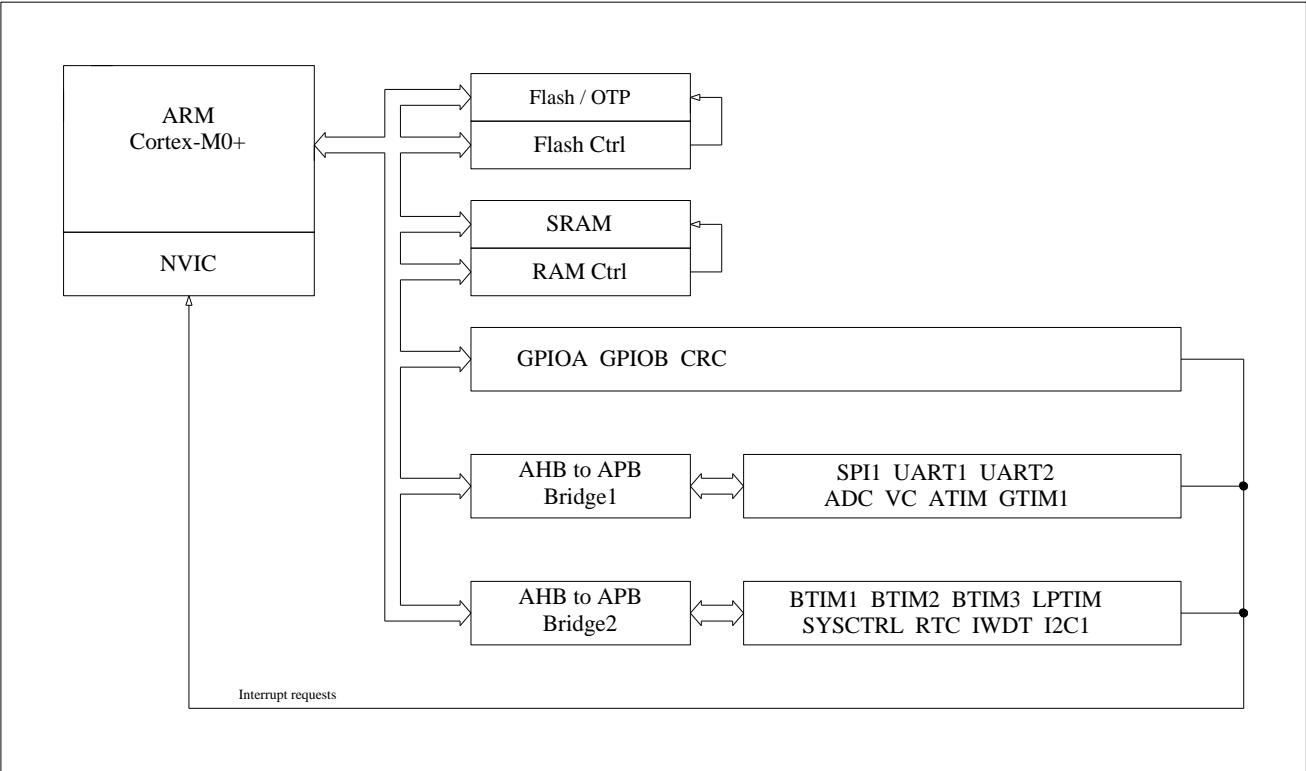 ARM
Cortex-M0+
NVIC
Flash / OTP
Flash Ctrl
SRAM
RAM Ctrl
GPIOA GPIOB CRC
AHB to APB
Bridge1
SPI1 UART1 UART2
ADC VC ATIM GTIM1
AHB to APB
Bridge2
BTIM1 BTIM2 BTIM3 LPTIM
SYSCTRL RTC IWDT I2C1
Interrupt requests